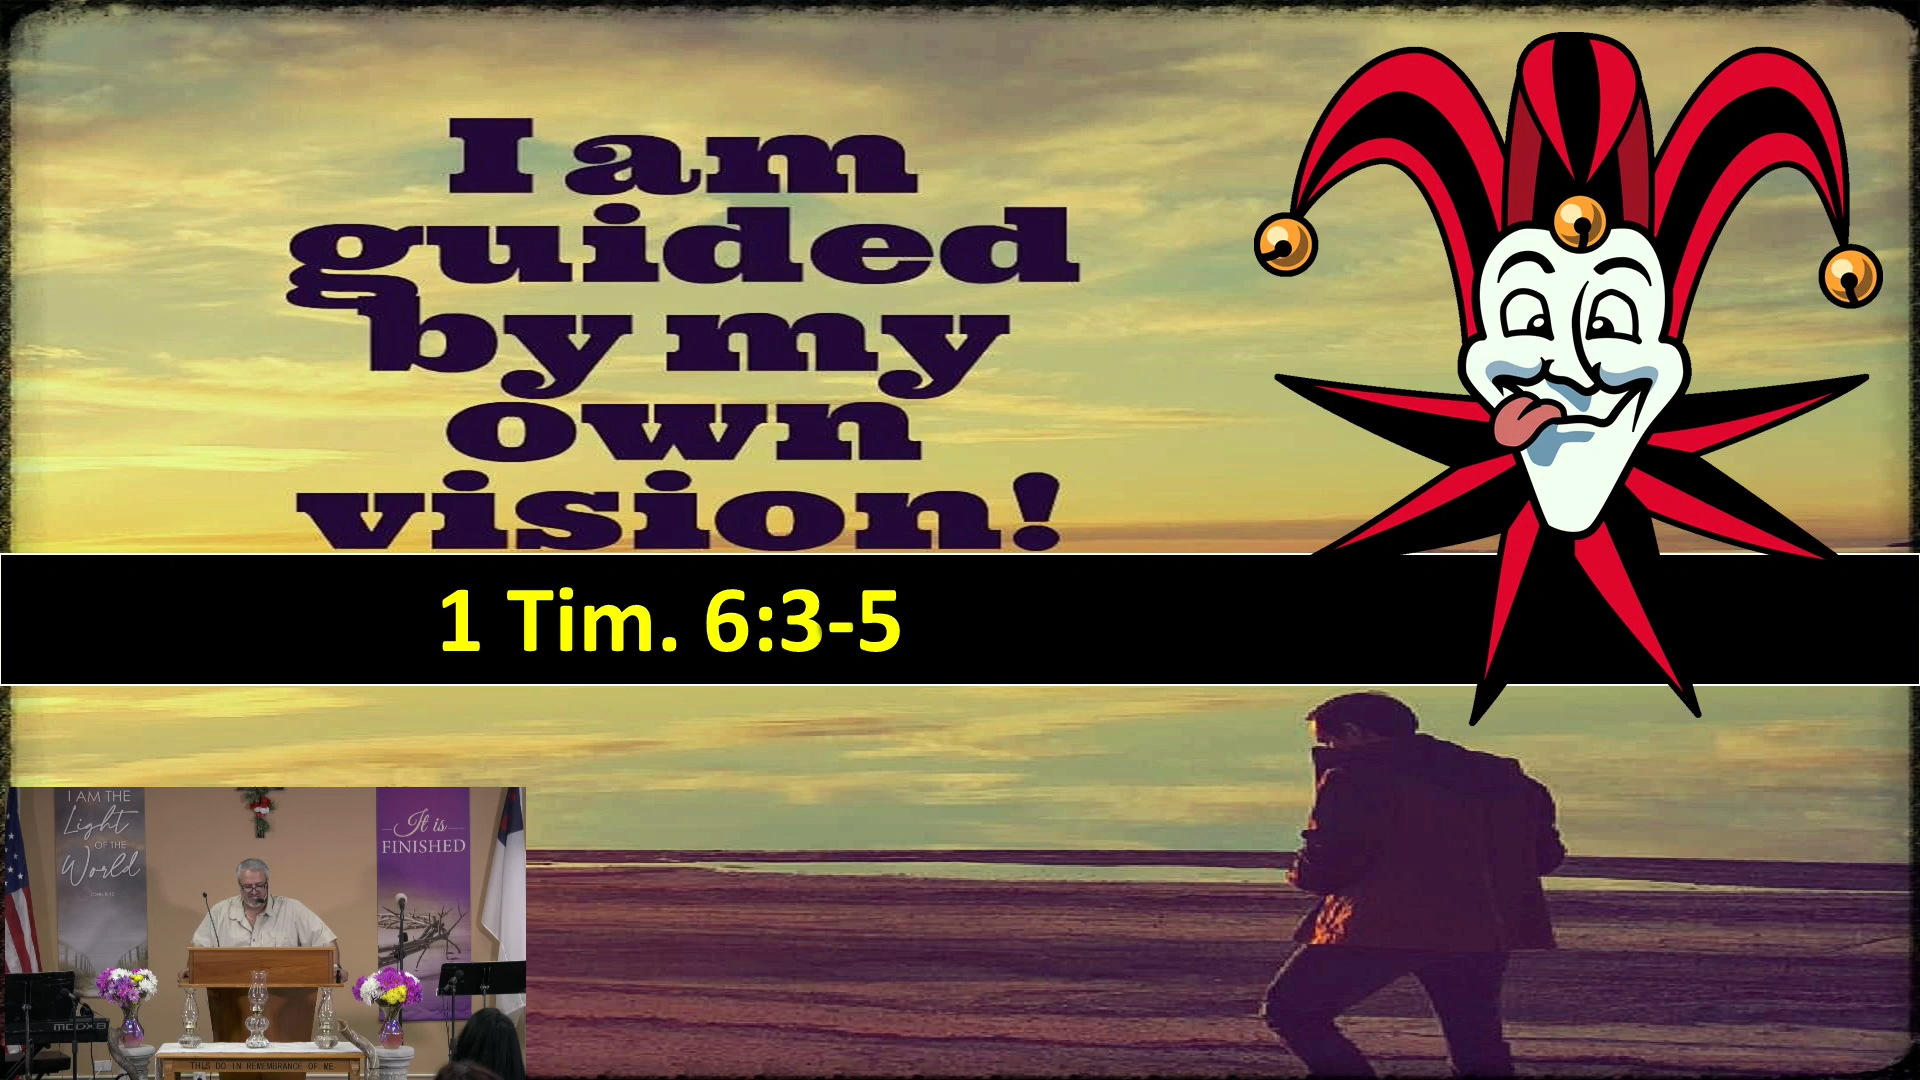 I am
guided
by my
own
vision!
1 Tim. 6:3-5
I AM THE
Light
OF THE
World
It is
FINISHED
MODX8
THIS DO IN REMEMBRANCE OF ME